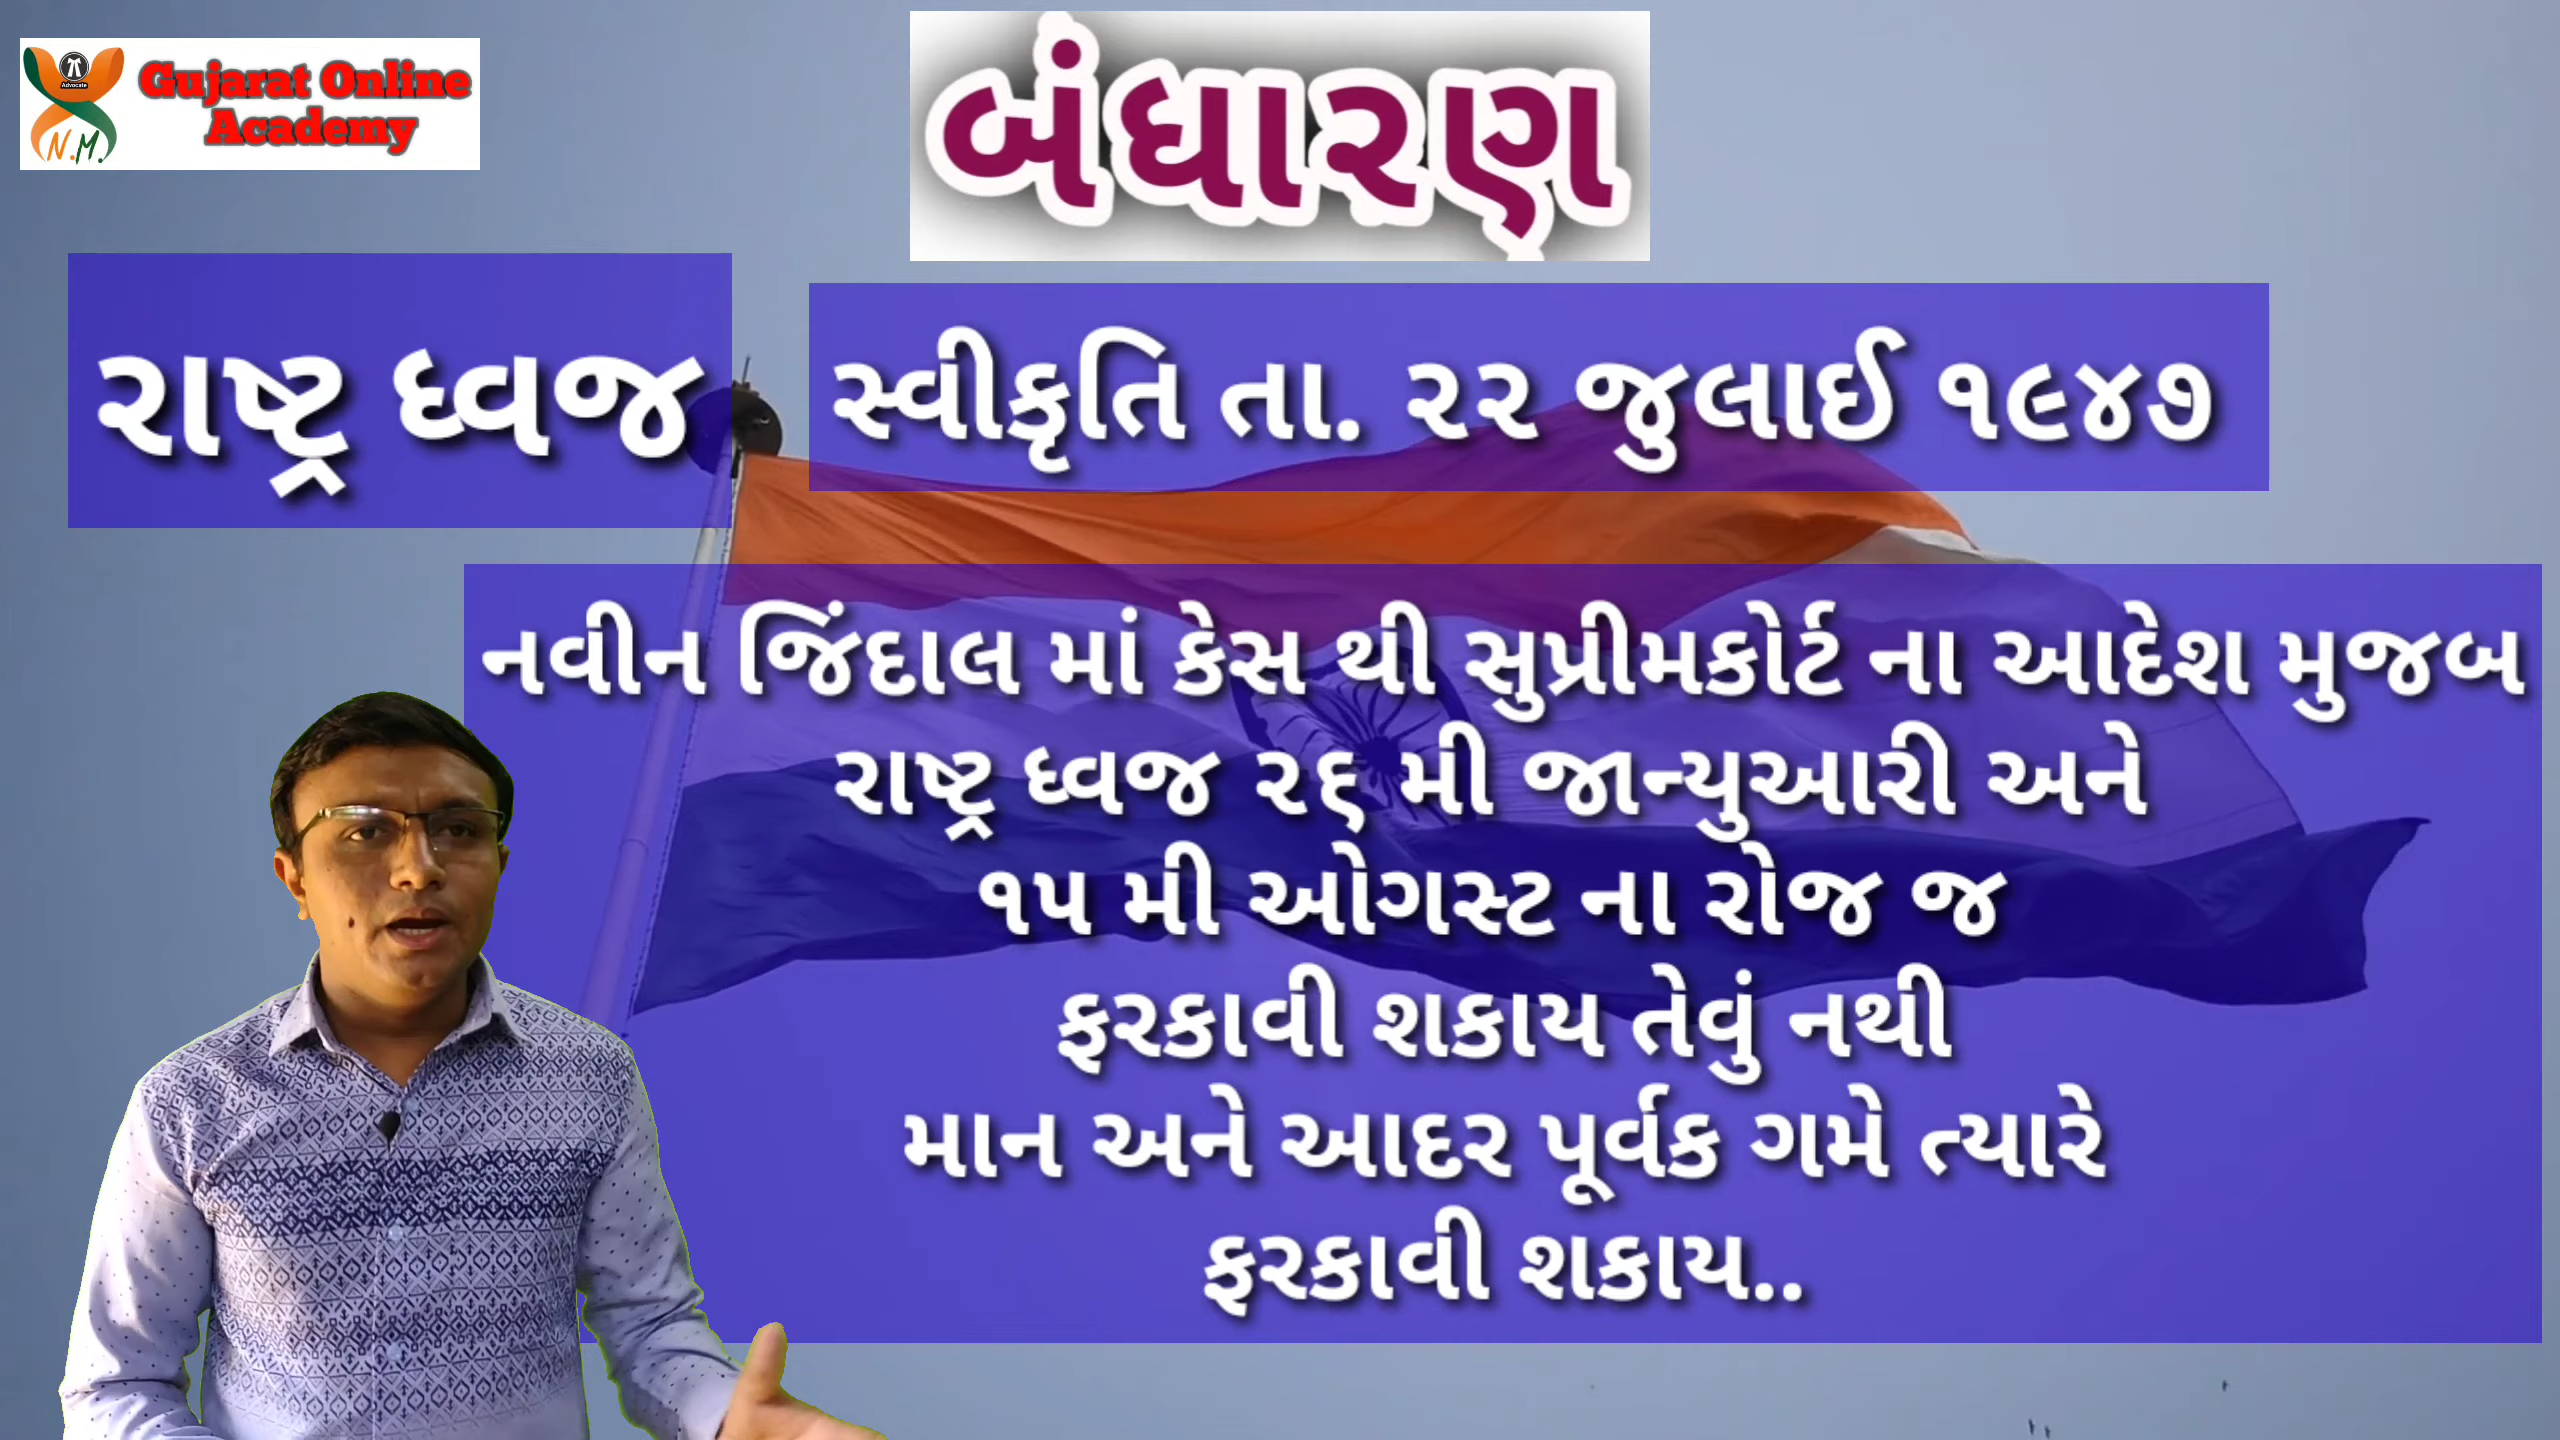 Advocate
N.M.
Gujarat Online
Academy
બંધારણ
રાષ્ટ્ર ધ્વજ
સ્વીકૃતિ તા. ૨૨ જુલાઈ ૧૯૪૭
નવીન જિંદાલ માં કેસ થી સુપ્રીમકોર્ટ ના આદેશ મુજબ
રાષ્ટ્ર ધ્વજ ૨૬ મી જાન્યુઆરી અને
૧૫ મી ઓગસ્ટ ના રોજ જ
ફરકાવી શકાય તેવું નથી
માન અને આદર પૂર્વક ગમે ત્યારે
ફરકાવી શકાય..